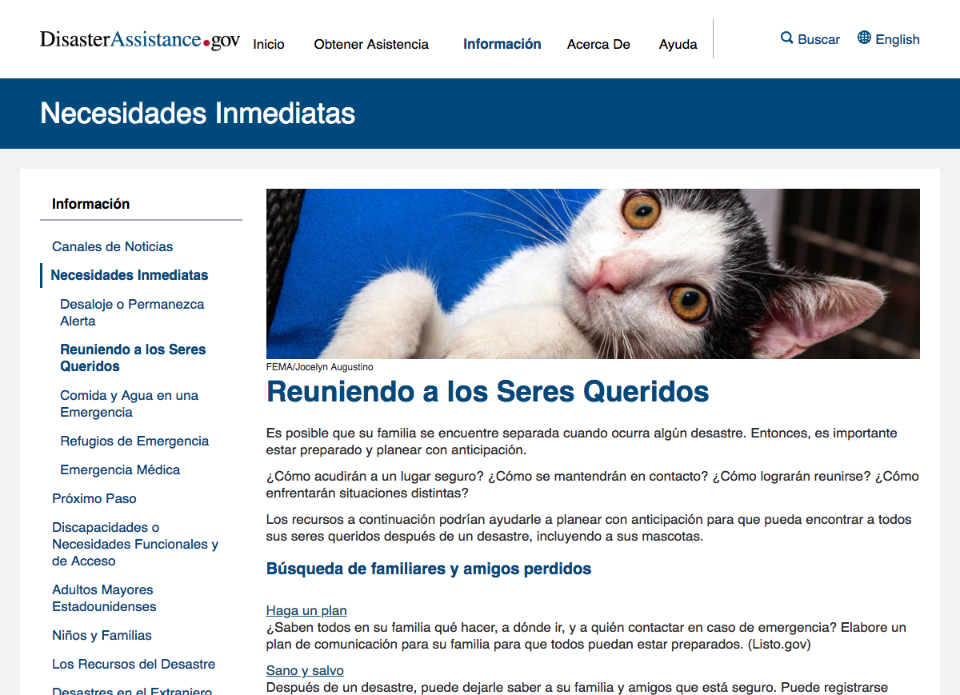 DisasterAssistance.gov
Inicio
Obtener Asistencia
Información
Acerca De
Ayuda
Buscar
English
Necesidades Inmediatas
Información
Canales de Noticias
Necesidades Inmediatas
Desaloje o Permanezca
Alerta
Reuniendo a los Seres
Queridos
Comida y Agua en una
Emergencia
Refugios de Emergencia
Emergencia Médica
Próximo Paso
Discapacidades o
Necesidades Funcionales y
de Acceso
Adultos Mayores
Estadounidenses
Niños y Familias
Los Recursos del Desastre
Desastres en el Extranjero
FEMA/Jocelyn Augustino
Reuniendo a los Seres Queridos
Es posible que su familia se encuentre separada cuando ocurra algún desastre. Entonces, es importante
estar preparado y planear con anticipación.
¿Cómo acudirán a un lugar seguro? ¿Cómo se mantendrán en contacto? ¿Cómo lograrán reunirse? ¿Cómo
enfrentarán situaciones distintas?
Los recursos a continuación podrían ayudarle a planear con anticipación para que pueda encontrar a todos
sus seres queridos después de un desastre, incluyendo a sus mascotas.
Búsqueda de familiares y amigos perdidos
Haga un plan
¿Saben todos en su familia qué hacer, a dónde ir, y a quién contactar en caso de emergencia? Elabore un
plan de comunicación para su familia para que todos puedan estar preparados. (Listo.gov)
Sano y salvo
Después de un desastre, puede dejarle saber a su familia y amigos que está seguro. Puede registrarse